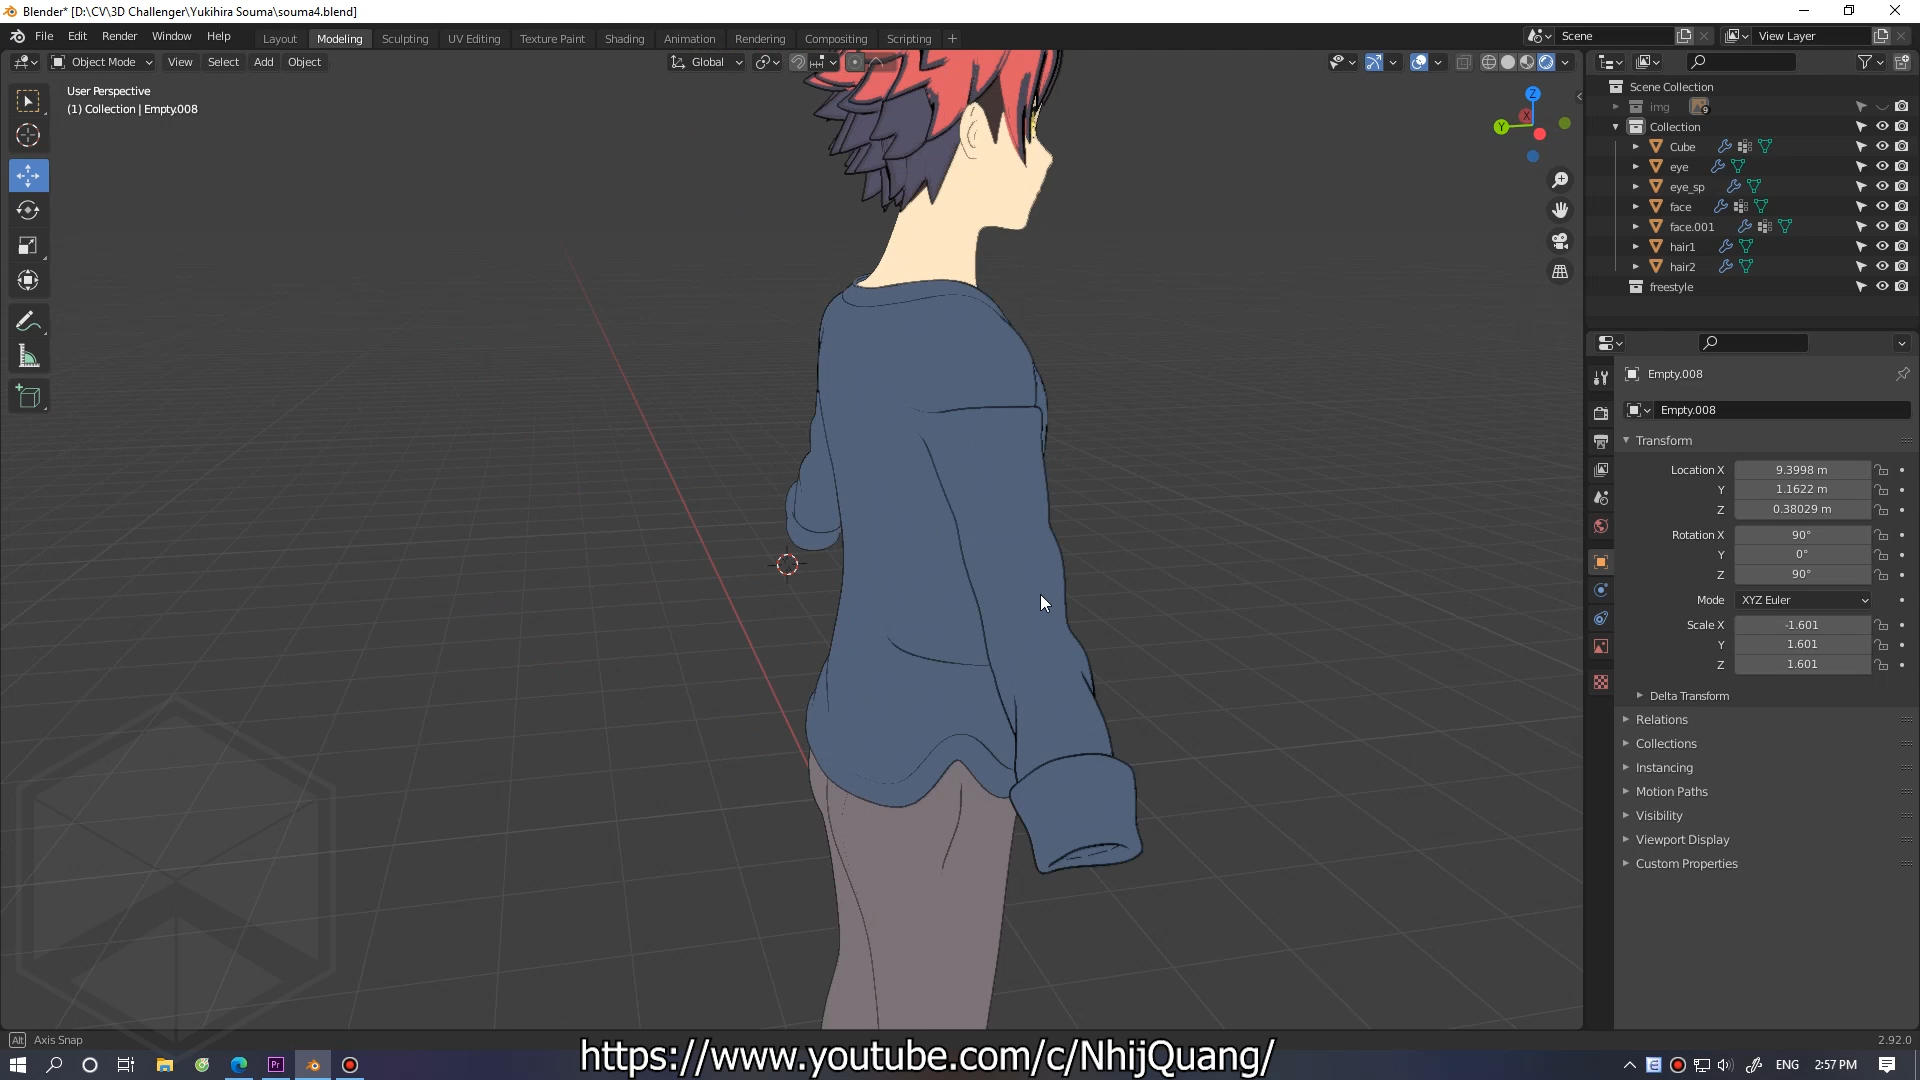 Blender* [D:\CV\3D Challenger\Yukihira Souma\souma4.blend]
File Edit Render Window Help Layout Modeling Sculpting UV Editing Texture Paint Shading Animation Rendering Compositing Scripting + Scene View Layer
Object Mode View Select Add Object Global
User Perspective
(1) Collection | Empty.008
Z
X
Y
Scene Collection
img 9
Collection
Cube
eye
eye_sp
face
face.001
hair1
hair2
freestyle
Empty.008
Empty.008
Transform
Location X 9.3998 m
Y 1.1622 m
Z 0.38029 m
Rotation X 90°
Y 0°
Z 90°
Mode XYZ Euler
Scale X -1.601
Y 1.601
Z 1.601
Delta Transform
Relations
Collections
Instancing
Motion Paths
Visibility
Viewport Display
Custom Properties
Alt Axis Snap
2.92.0
https://www.youtube.com/c/NhijQuang/
Pr
ENG 2:57 PM